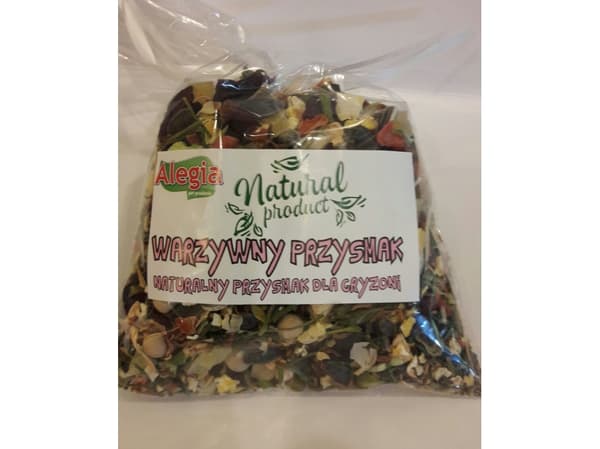 Alegia
Natural
product
WARZYWNY PRZYSMAK
NATURALNY PRZYSMAK DLA GRYZONI